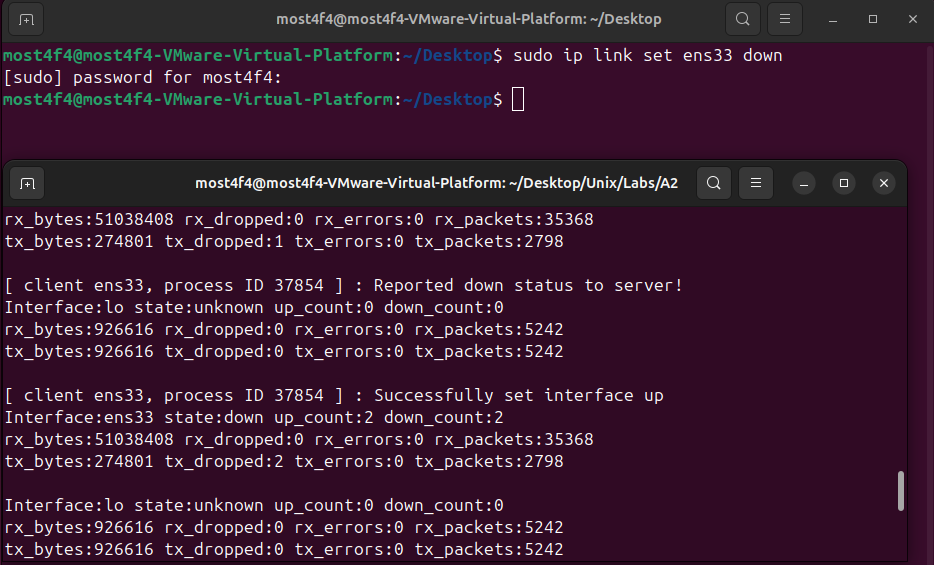 most4f4@most4f4-VMware-Virtual-Platform: ~/Desktop
most4f4@most4f4-VMware-Virtual-Platform:~/Desktop$ sudo ip link set ens33 down
[sudo] password for most4f4:
most4f4@most4f4-VMware-Virtual-Platform:~/Desktop$
most4f4@most4f4-VMware-Virtual-Platform: ~/Desktop/Unix/Labs/A2
rx_bytes:51038408 rx_dropped:0 rx_errors:0 rx_packets:35368
tx_bytes:274801 tx_dropped:1 tx_errors:0 tx_packets:2798
[ client ens33, process ID 37854 ] : Reported down status to server!
Interface:lo state:unknown up_count:0 down_count:0
rx_bytes:926616 rx_dropped:0 rx_errors:0 rx_packets:5242
tx_bytes:926616 tx_dropped:0 tx_errors:0 tx_packets:5242
[ client ens33, process ID 37854 ] : Successfully set interface up
Interface:ens33 state:down up_count:2 down_count:2
rx_bytes:51038408 rx_dropped:0 rx_errors:0 rx_packets:35368
tx_bytes:274801 tx_dropped:2 tx_errors:0 tx_packets:2798
Interface:lo state:unknown up_count:0 down_count:0
rx_bytes:926616 rx_dropped:0 rx_errors:0 rx_packets:5242
tx_bytes:926616 tx_dropped:0 tx_errors:0 tx_packets:5242